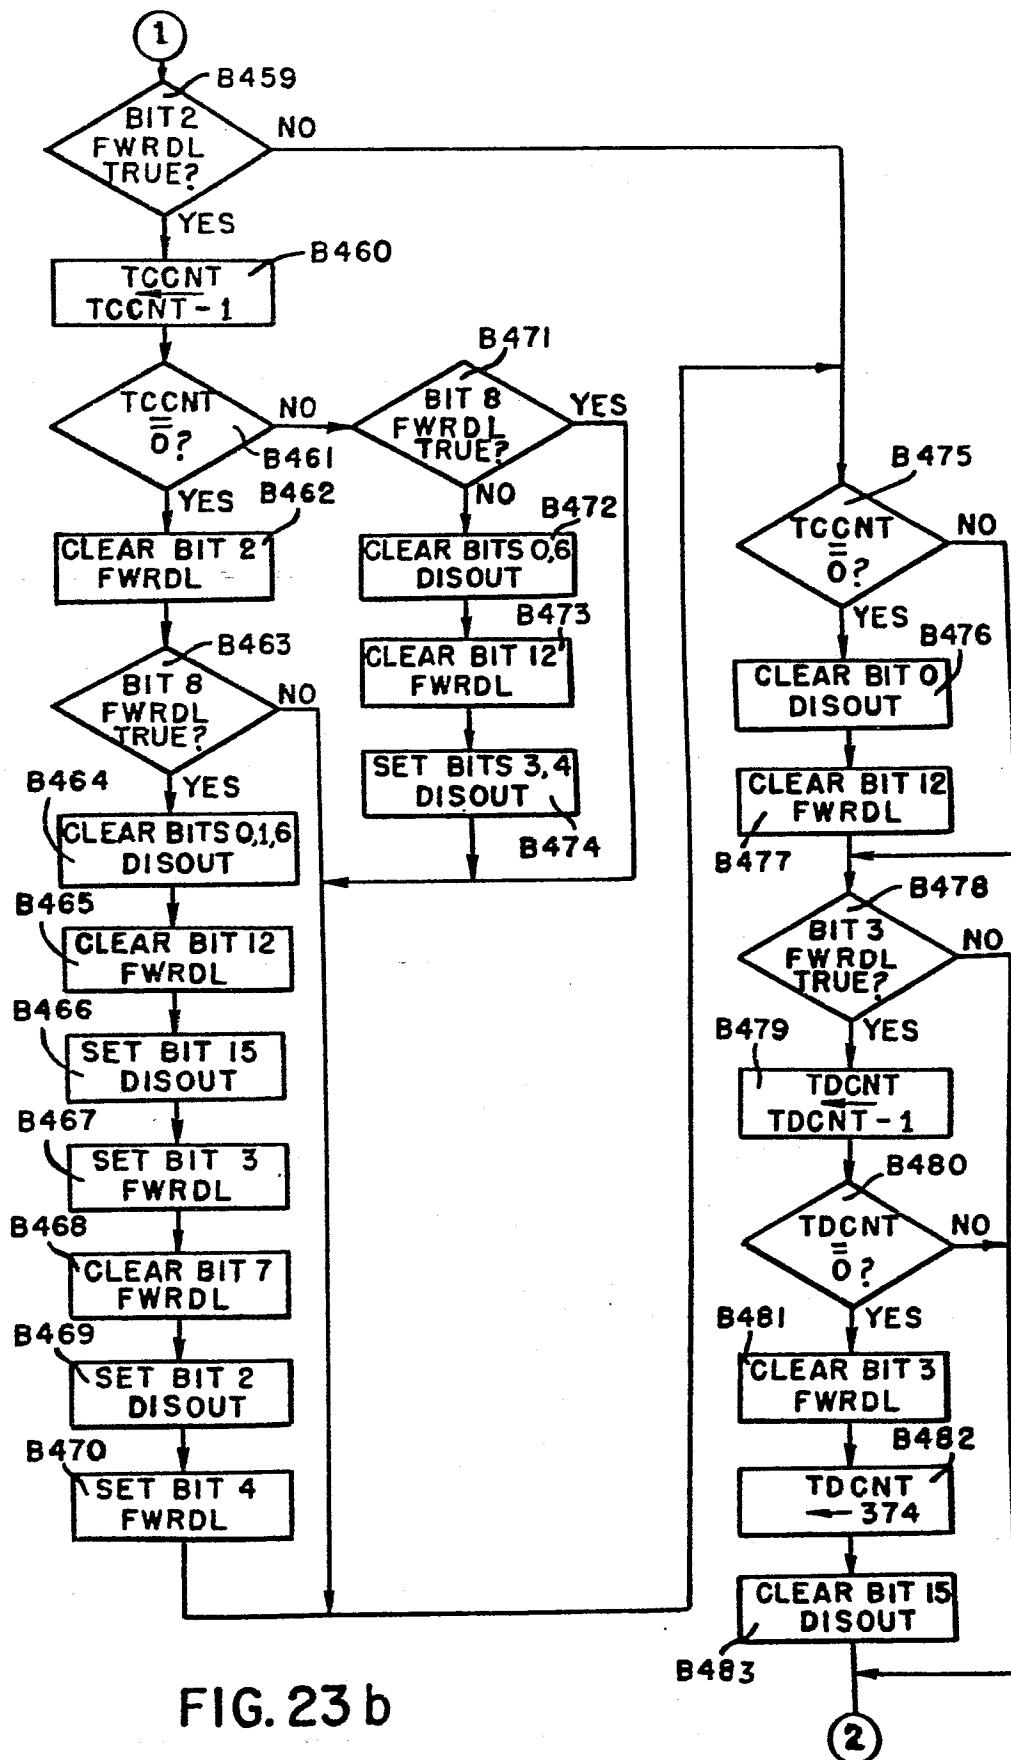 1
B459
BIT 2
FWRDL
TRUE?
NO
YES
B460
TCCNT
← TCCNT - 1
TCCNT
=
0?
B461
NO
YES
B462
CLEAR BIT 2
FWRDL
B463
BIT 8
FWRDL
TRUE?
NO
YES
B464
CLEAR BITS 0,1,6
DISOUT
B465
CLEAR BIT 12
FWRDL
B466
SET BIT 15
DISOUT
B467
SET BIT 3
FWRDL
B468
CLEAR BIT 7
FWRDL
B469
SET BIT 2
DISOUT
B470
SET BIT 4
FWRDL
B471
BIT 8
FWRDL
TRUE?
YES
NO
B472
CLEAR BITS 0,6
DISOUT
B473
CLEAR BIT 12
FWRDL
SET BITS 3,4
DISOUT
B474
B475
TCCNT
=
0?
NO
YES
B476
CLEAR BIT 0
DISOUT
CLEAR BIT 12
FWRDL
B477
B478
BIT 3
FWRDL
TRUE?
NO
YES
B479
TDCNT
← TDCNT - 1
B480
TDCNT
=
0?
NO
YES
B481
CLEAR BIT 3
FWRDL
B482
TDCNT
← 374
CLEAR BIT 15
DISOUT
B483
2
FIG. 23b